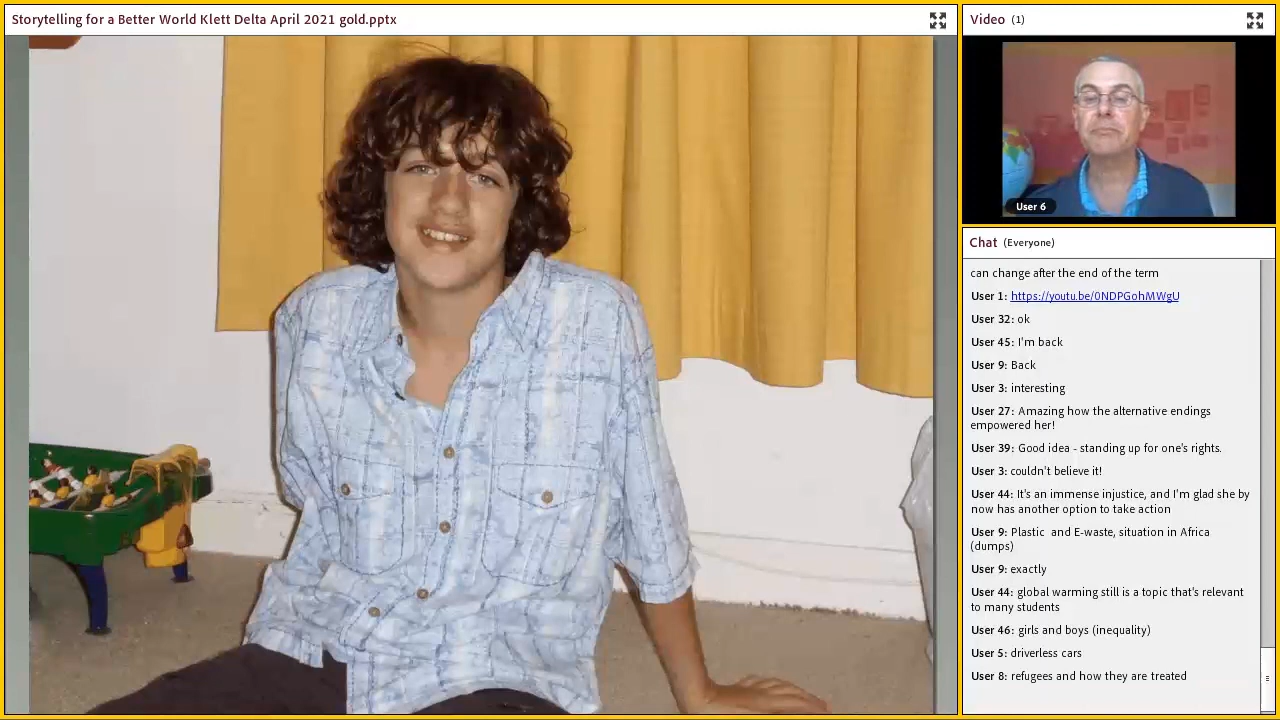 Storytelling for a Better World Klett Delta April 2021 gold.pptx
Video (1)
User 6
Chat (Everyone)
can change after the end of the term
User 1: https://youtu.be/0NDPGohMWgU
User 32: ok
User 45: I'm back
User 9: Back
User 3: interesting
User 27: Amazing how the alternative endings
empowered her!
User 39: Good idea - standing up for one's rights.
User 3: couldn't believe it!
User 44: It's an immense injustice, and I'm glad she by
now has another option to take action
User 9: Plastic and E-waste, situation in Africa
(dumps)
User 9: exactly
User 44: global warming still is a topic that's relevant
to many students
User 46: girls and boys (inequality)
User 5: driverless cars
User 8: refugees and how they are treated